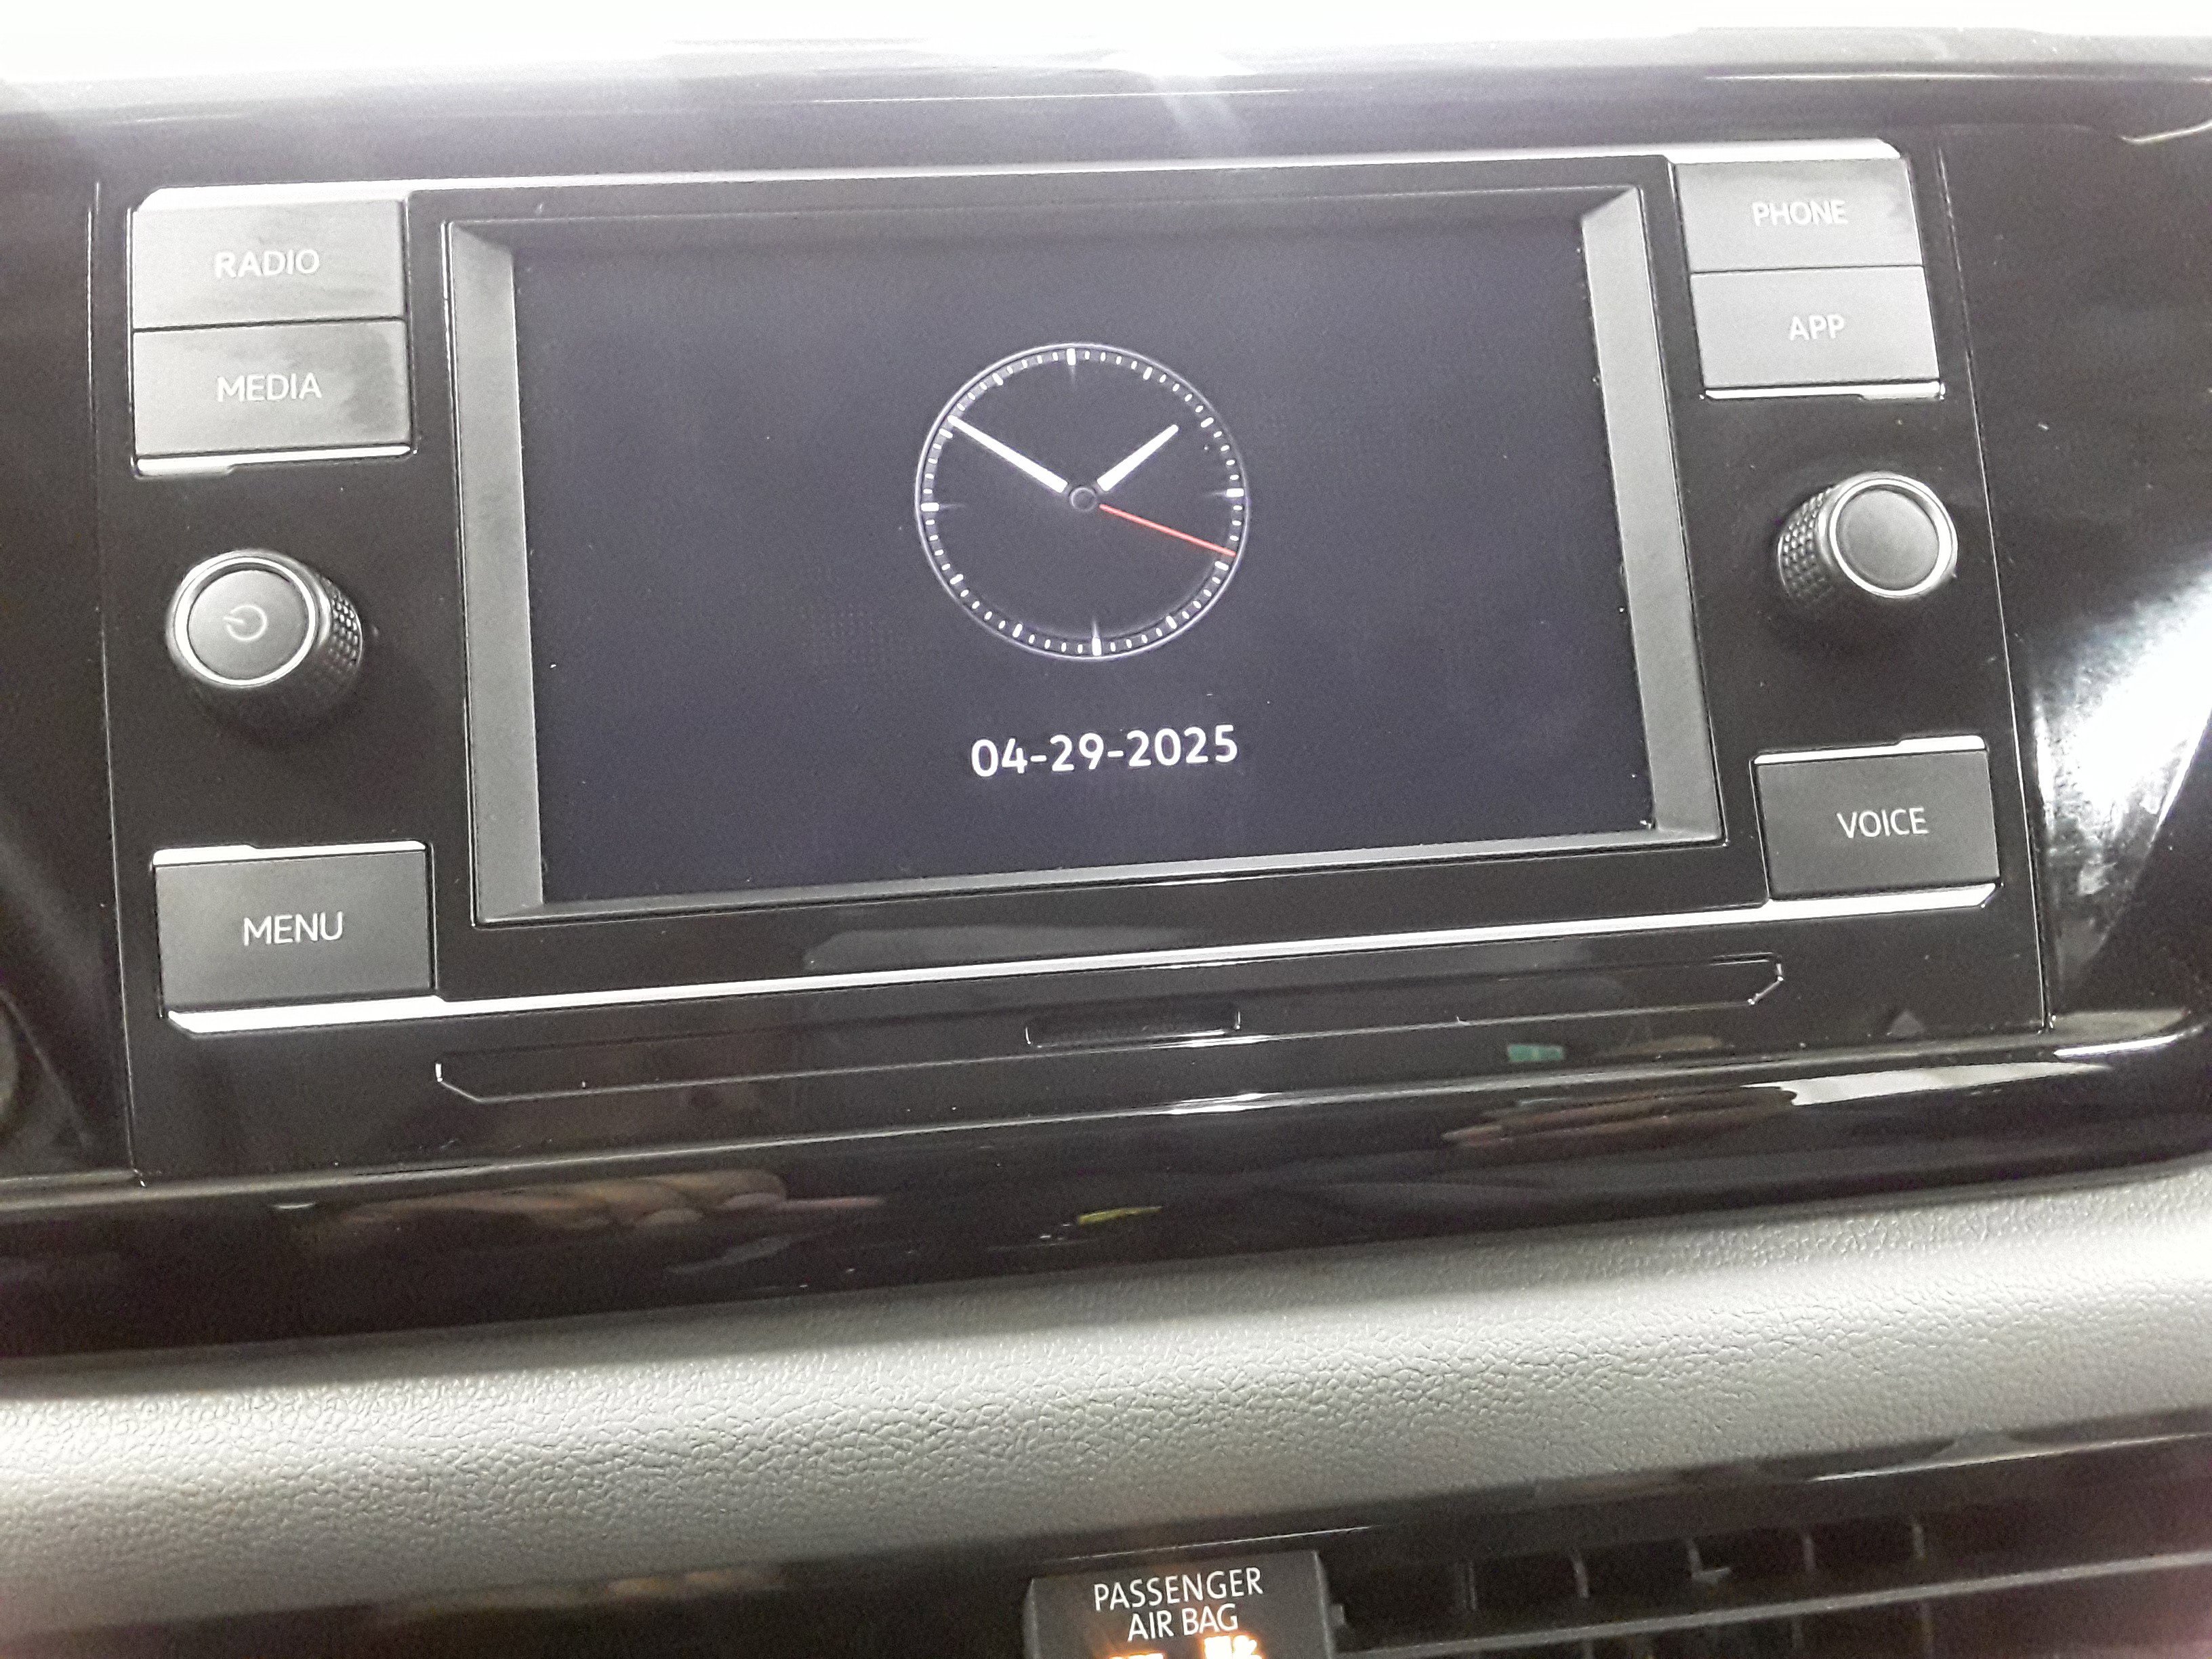 RADIO
MEDIA
MENU
04-29-2025
PHONE
APP
VOICE
PASSENGER
AIR BAG